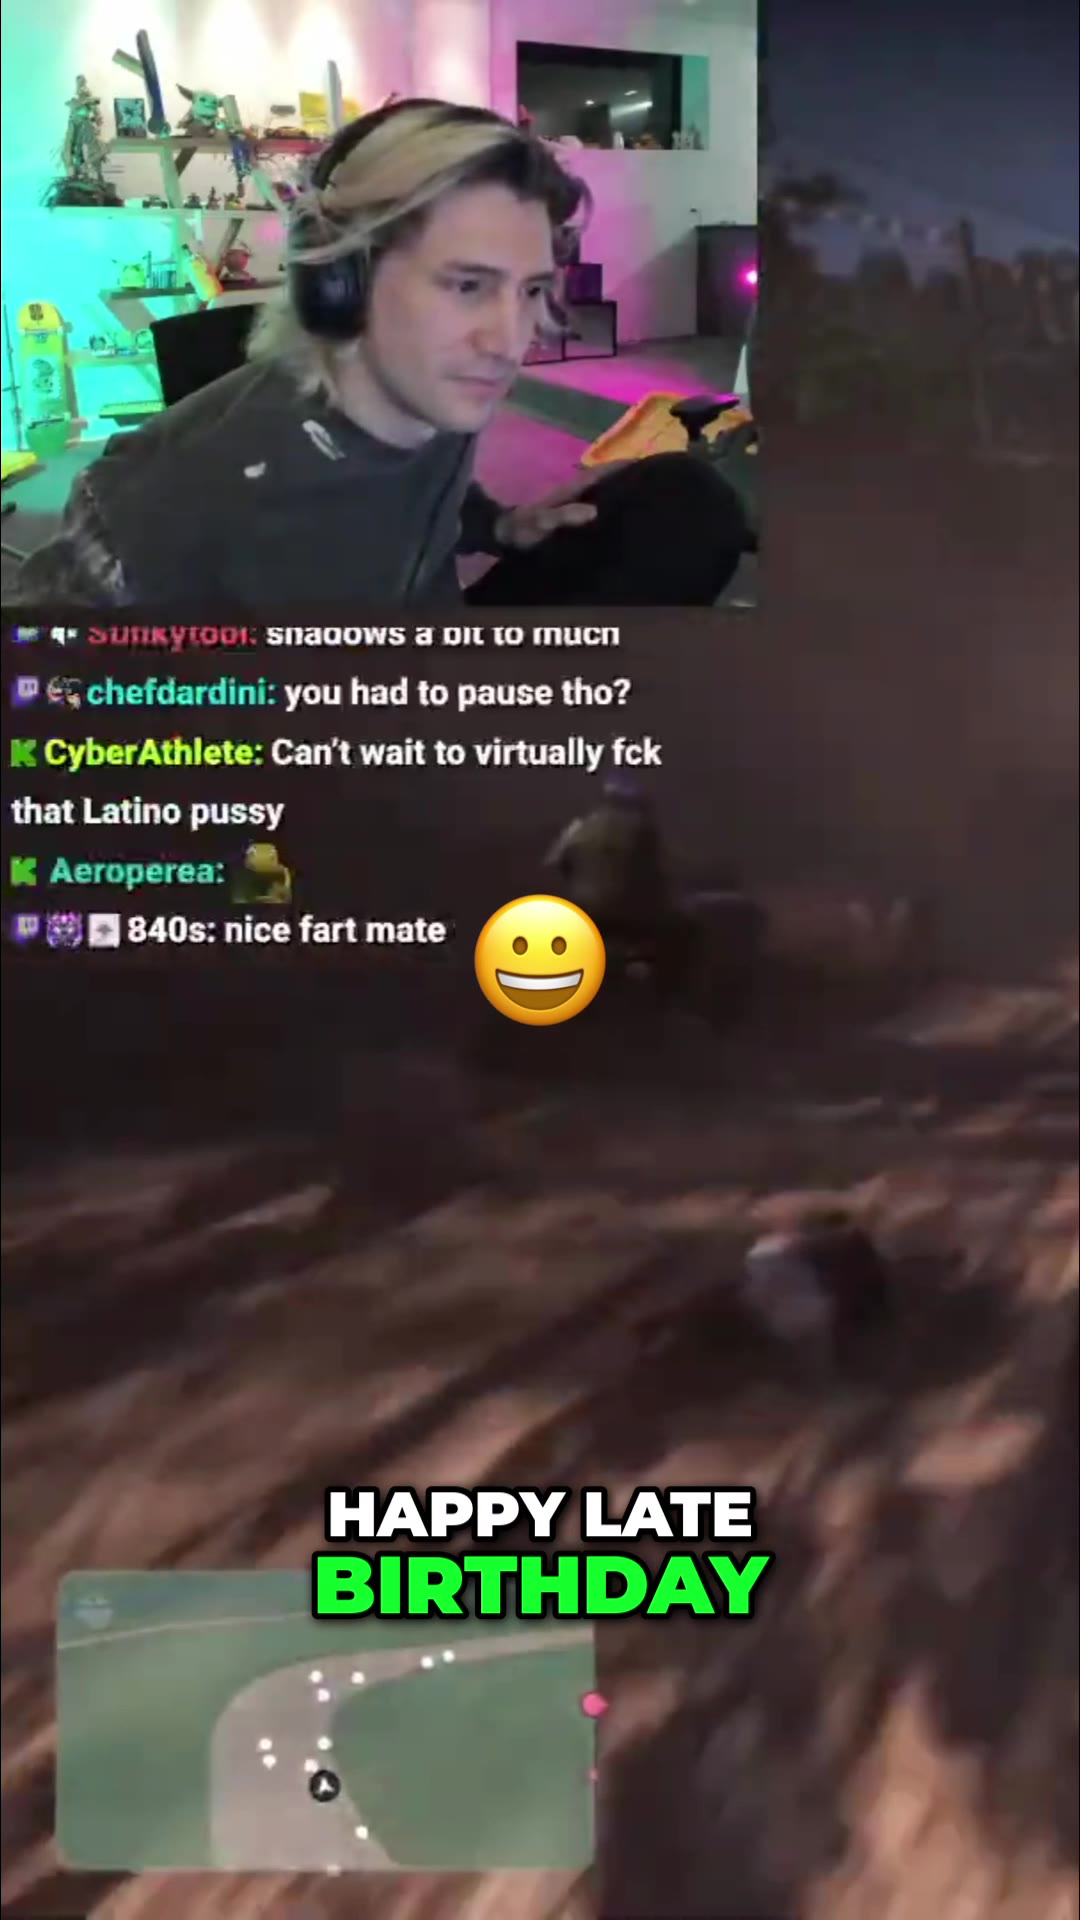 shadows a bit to much
chefdardini: you had to pause tho?
CyberAthlete: Can't wait to virtually fck
that Latino pussy
Aeroperea:
840s: nice fart mate
HAPPY LATE
BIRTHDAY